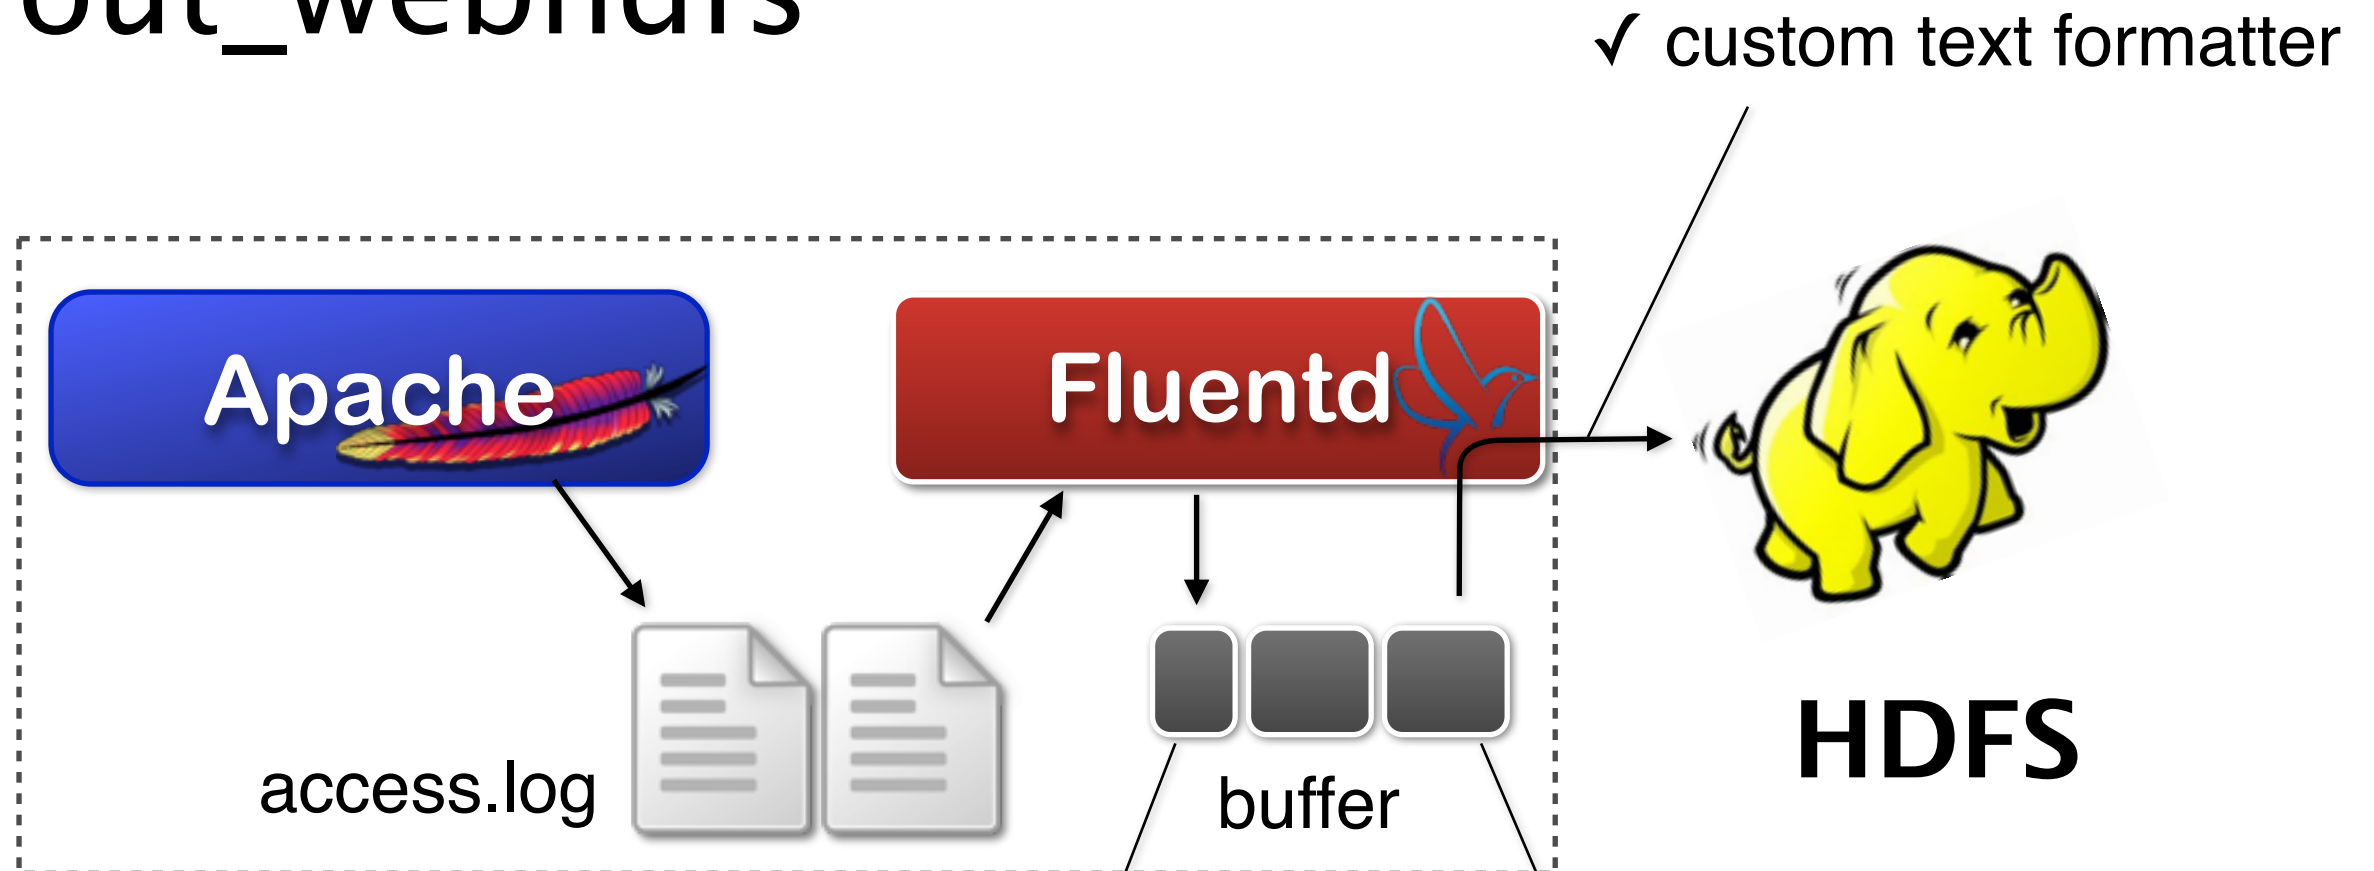 out_webhdfs
✓ custom text formatter
Apache
Fluentd
access.log
buffer
HDFS